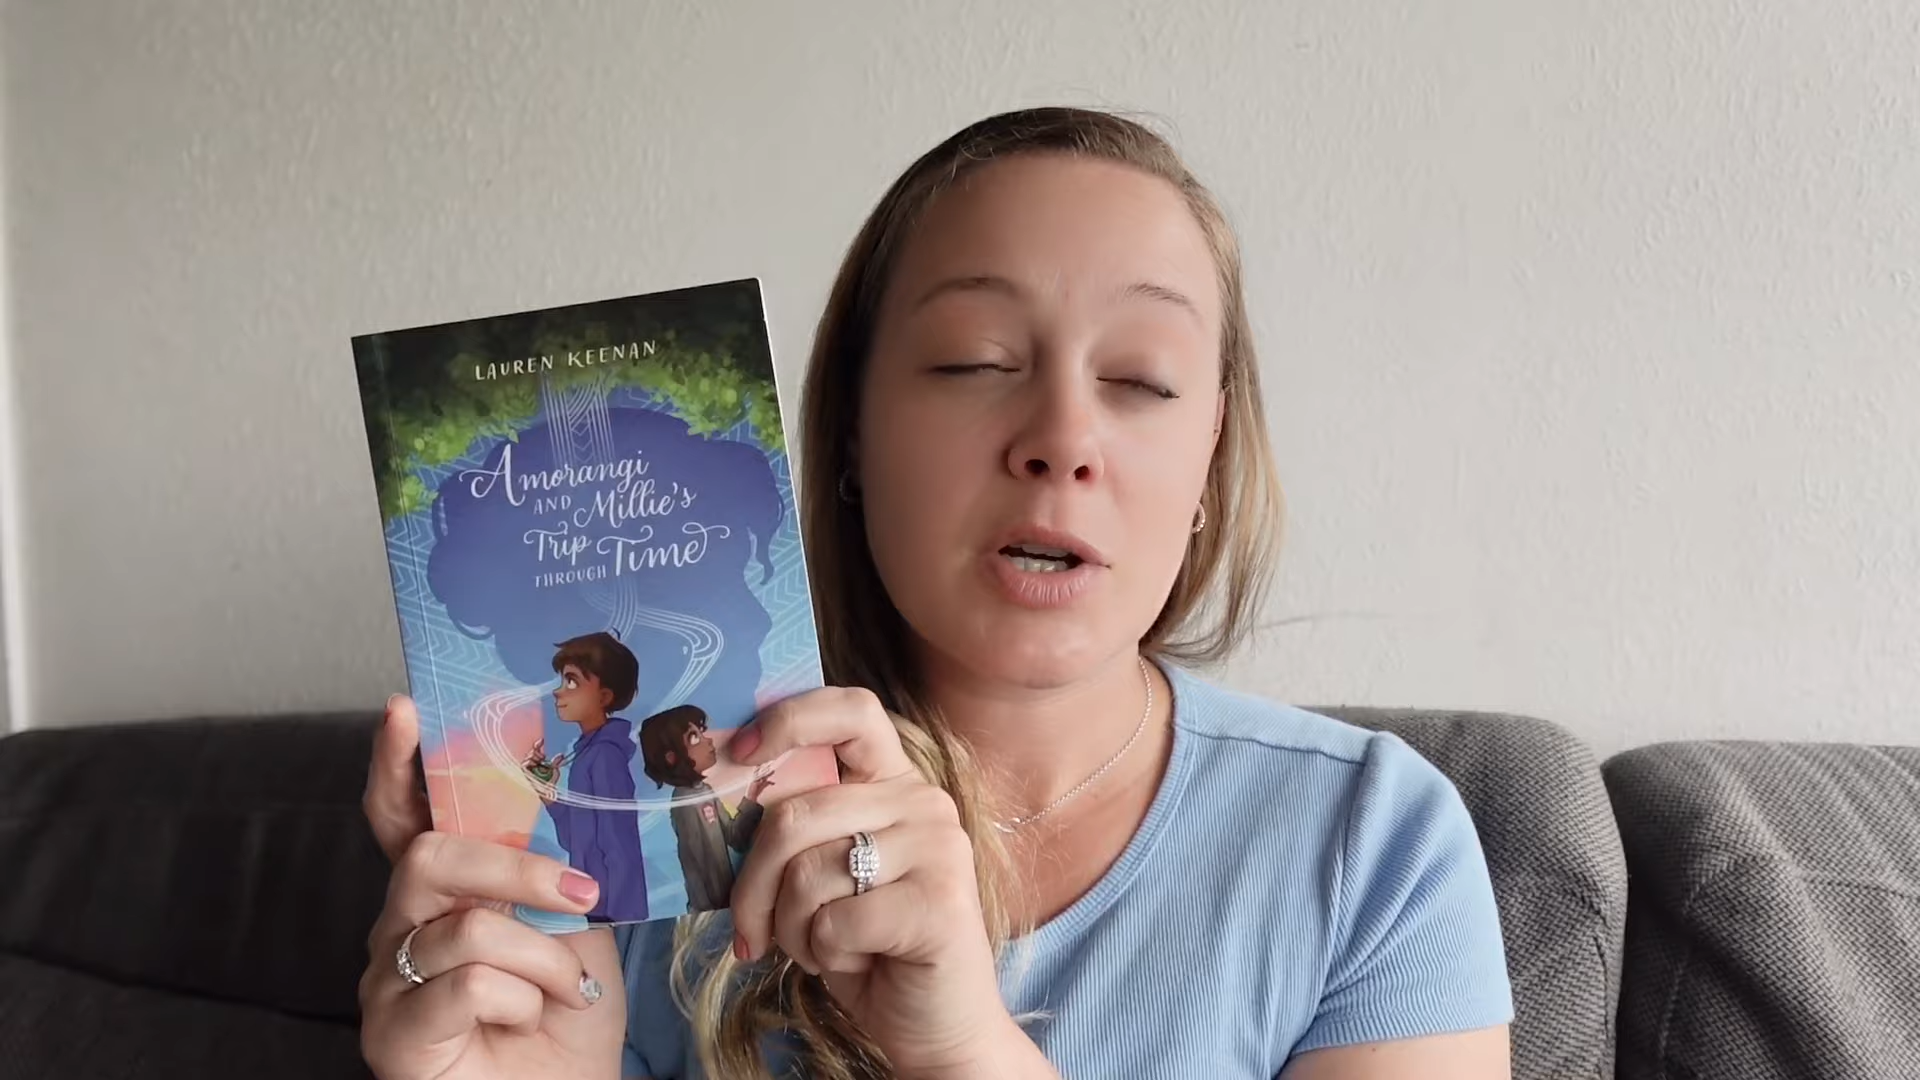 LAUREN KEENAN
Amorangi
AND Millie's
Trip
THROUGH Time